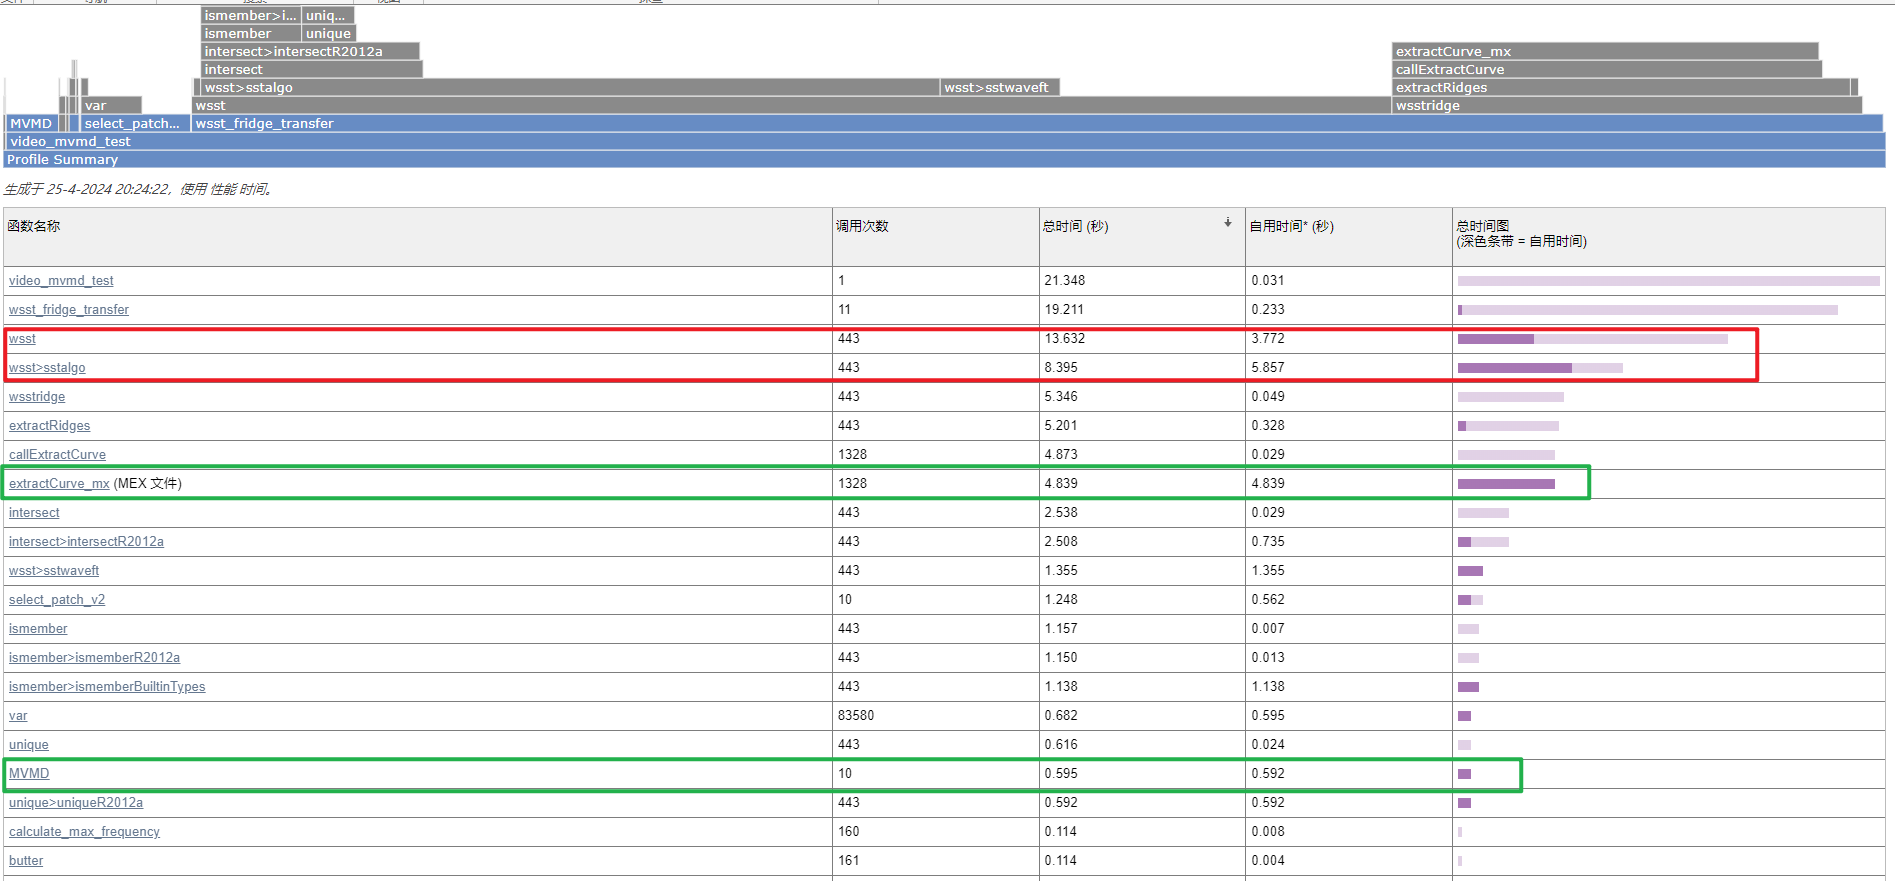 ismember>i... uniq...
ismember unique
intersect>intersectR2012a extractCurve_mx
intersect callExtractCurve
wsst>sstalgo wsst>sstwaveft extractRidges
var wsst wsstridge
MVMD select_patch... wsst_fridge_transfer
video_mvmd_test
Profile Summary
生成于 25-4-2024 20:24:22，使用 性能 时间。
函数名称 调用次数 总时间 (秒) 自用时间* (秒) 总时间图
(深色条带 = 自用时间)
video_mvmd_test 1 21.348 0.031
wsst_fridge_transfer 11 19.211 0.233
wsst 443 13.632 3.772
wsst>sstalgo 443 8.395 5.857
wsstridge 443 5.346 0.049
extractRidges 443 5.201 0.328
callExtractCurve 1328 4.873 0.029
extractCurve_mx (MEX 文件) 1328 4.839 4.839
intersect 443 2.538 0.029
intersect>intersectR2012a 443 2.508 0.735
wsst>sstwaveft 443 1.355 1.355
select_patch_v2 10 1.248 0.562
ismember 443 1.157 0.007
ismember>ismemberR2012a 443 1.150 0.013
ismember>ismemberBuiltinTypes 443 1.138 1.138
var 83580 0.682 0.595
unique 443 0.616 0.024
MVMD 10 0.595 0.592
unique>uniqueR2012a 443 0.592 0.592
calculate_max_frequency 160 0.114 0.008
butter 161 0.114 0.004